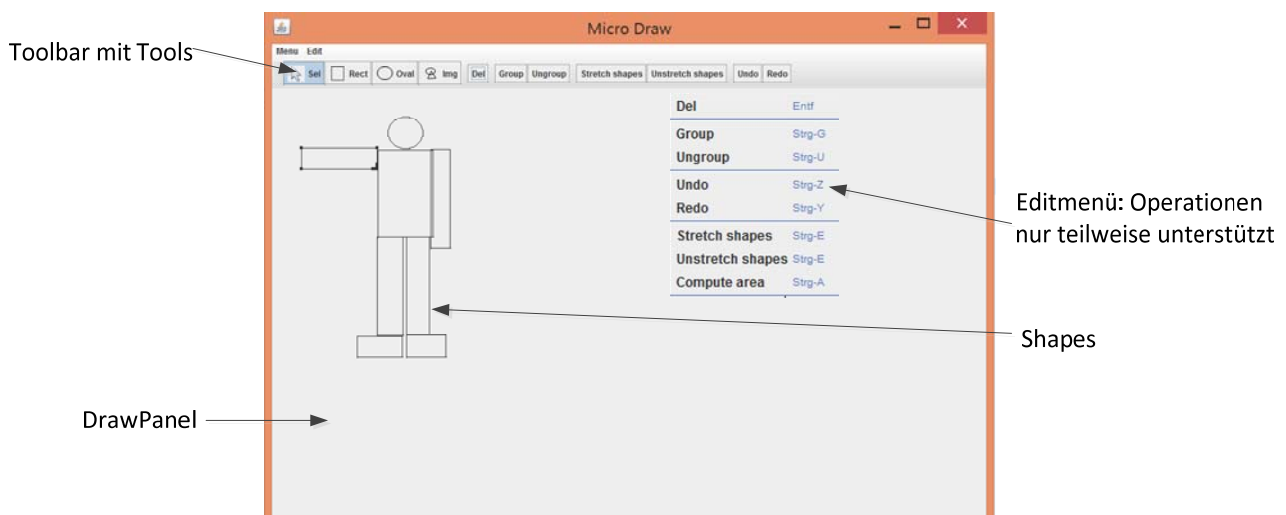 Micro Draw
Toolbar mit Tools
Menu Edit
Sel Rect Oval Img Del Group Ungroup Stretch shapes Unstretch shapes Undo Redo
Del Entf
Group Strg-G
Ungroup Strg-U
Undo Strg-Z
Redo Strg-Y
Stretch shapes Strg-E
Unstretch shapes Strg-E
Compute area Strg-A
Editmenü: Operationen
nur teilweise unterstützt
Shapes
DrawPanel